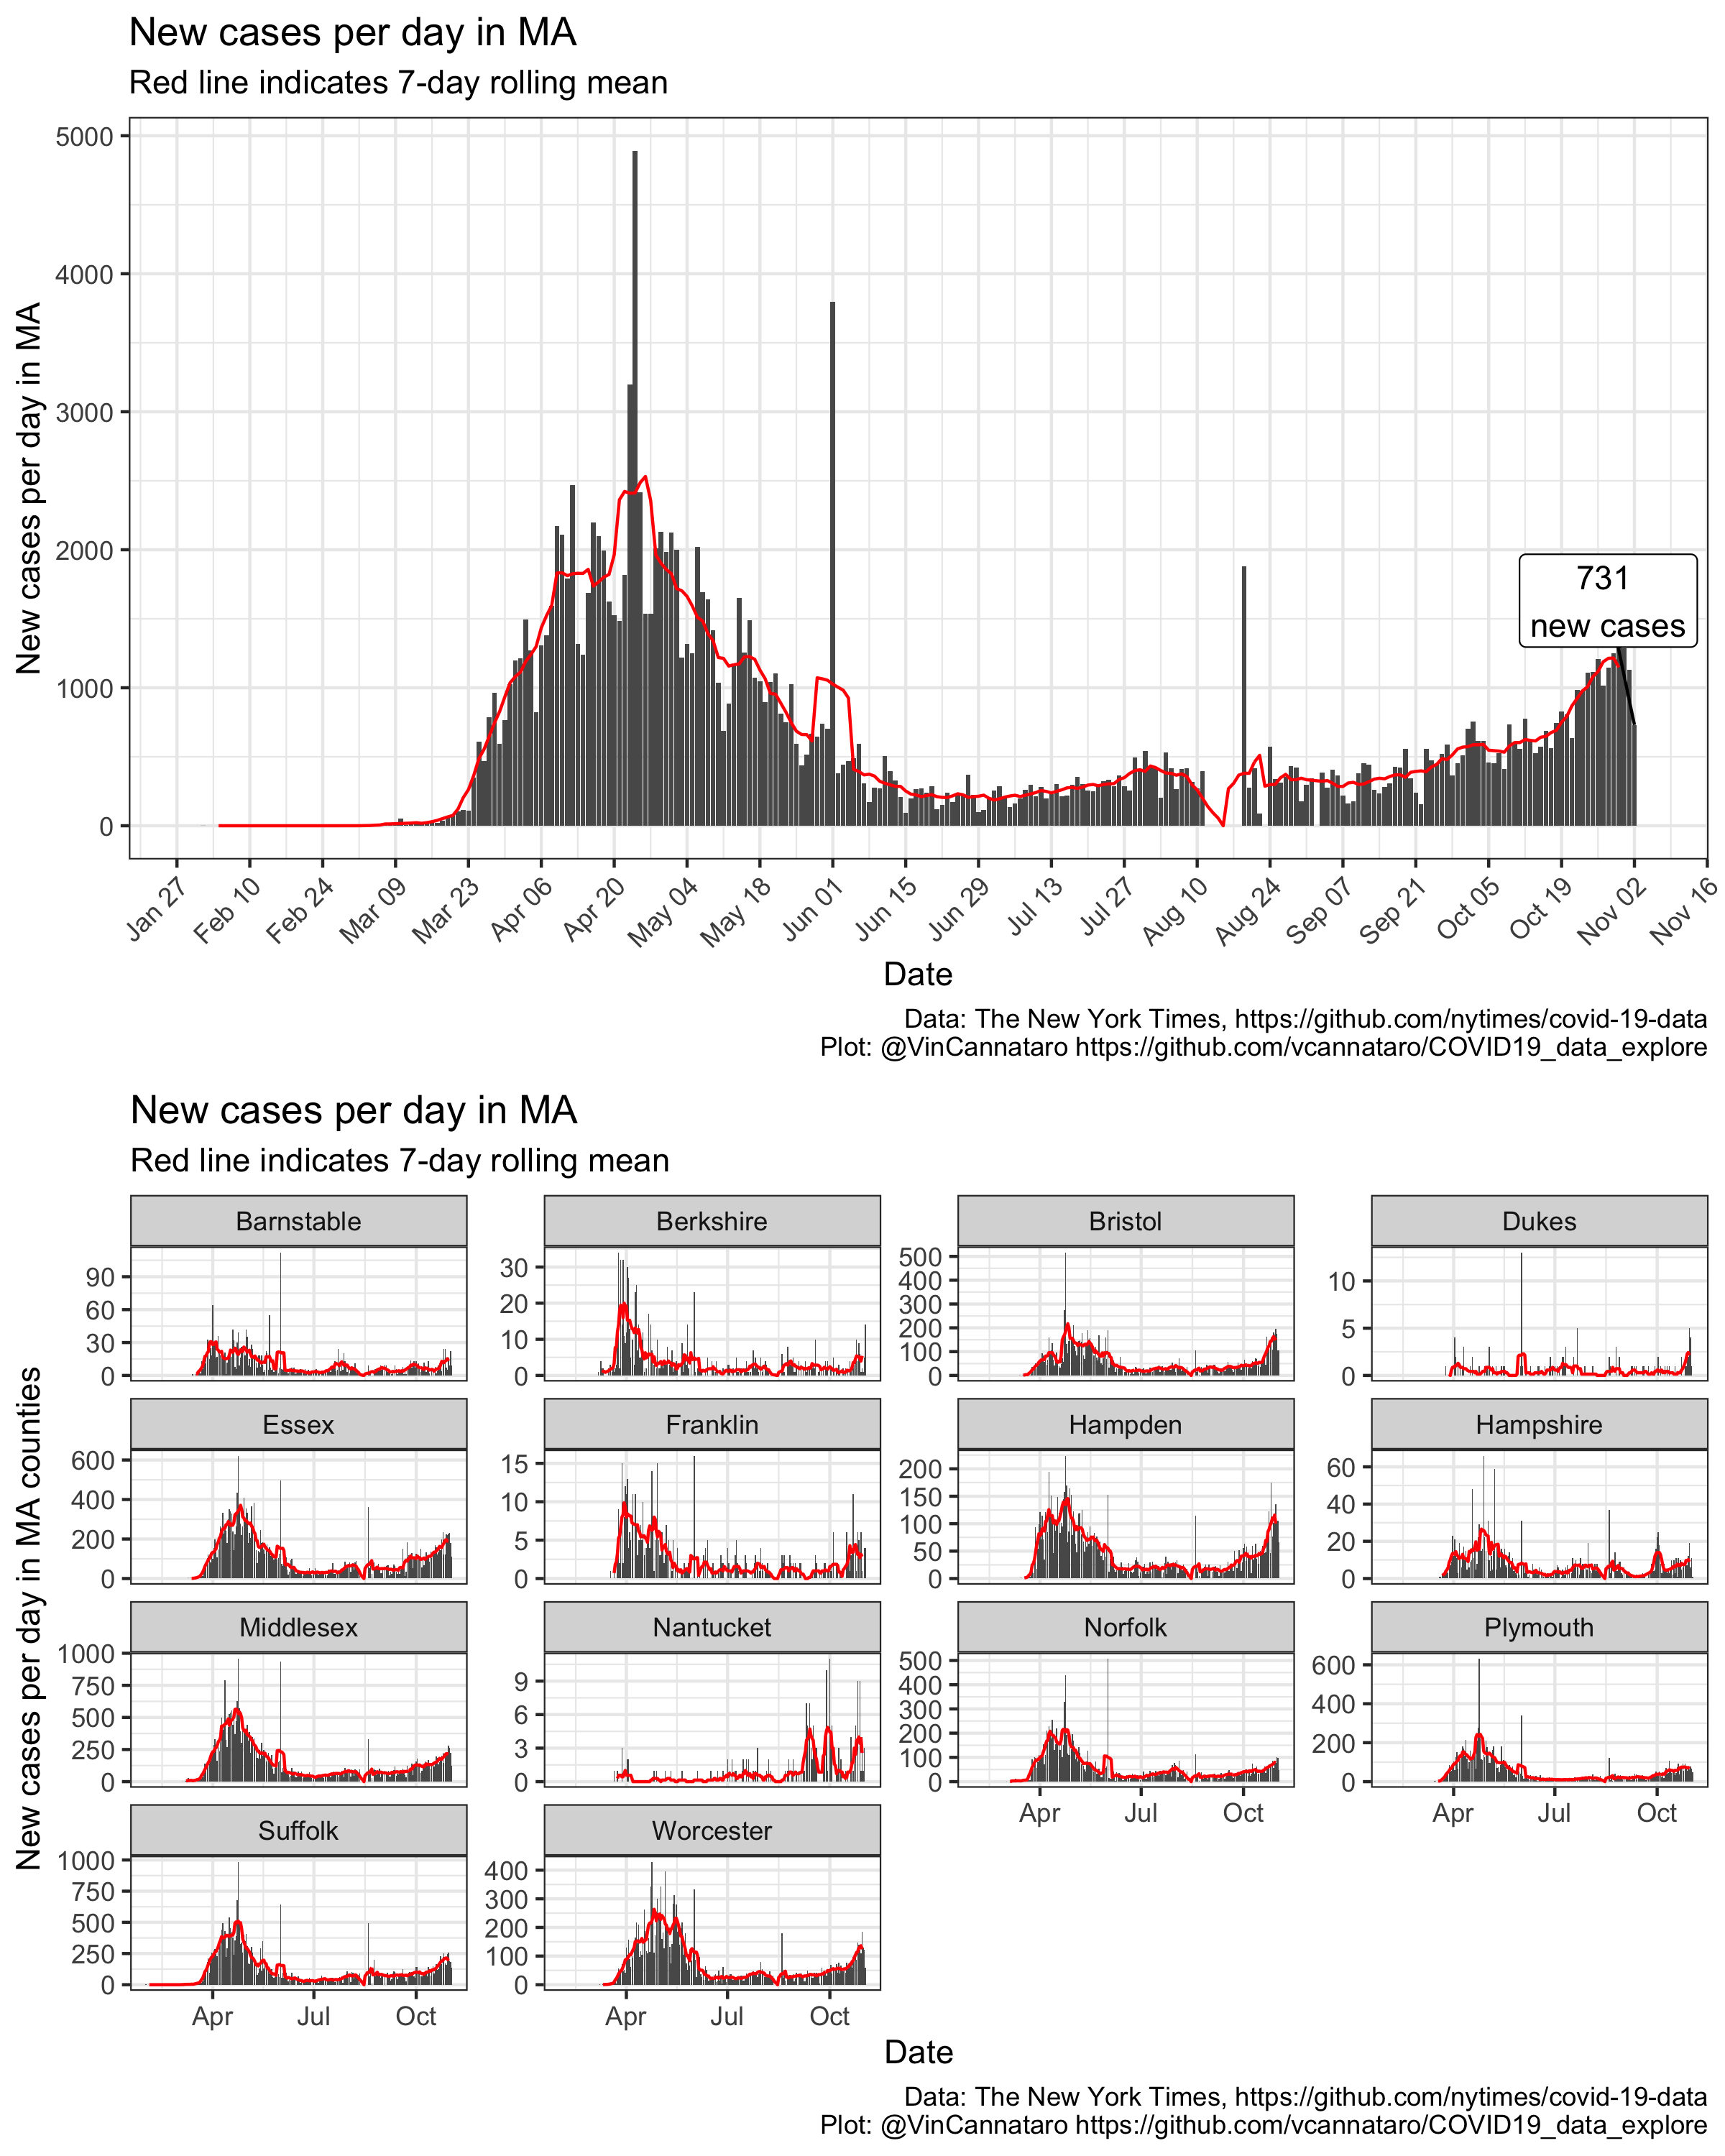 New cases per day in MA
Red line indicates 7-day rolling mean
New cases per day in MA
5000
4000
3000
2000
1000
0
731
new cases
Jan 27
Feb 10
Feb 24
Mar 09
Mar 23
Apr 06
Apr 20
May 04
May 18
Jun 01
Jun 15
Jun 29
Jul 13
Jul 27
Aug 10
Aug 24
Sep 07
Sep 21
Oct 05
Oct 19
Nov 02
Nov 16
Date
Data: The New York Times, https://github.com/nytimes/covid-19-data
Plot: @VinCannataro https://github.com/vcannataro/COVID19_data_explore
New cases per day in MA
Red line indicates 7-day rolling mean
New cases per day in MA counties
Barnstable
90
60
30
0
Berkshire
30
20
10
0
Bristol
500
400
300
200
100
0
Dukes
10
5
0
Essex
600
400
200
0
Franklin
15
10
5
0
Hampden
200
150
100
50
0
Hampshire
60
40
20
0
Middlesex
1000
750
500
250
0
Nantucket
9
6
3
0
Norfolk
500
400
300
200
100
0
Apr Jul Oct
Plymouth
600
400
200
0
Apr Jul Oct
Suffolk
1000
750
500
250
0
Apr Jul Oct
Worcester
400
300
200
100
0
Apr Jul Oct
Date
Data: The New York Times, https://github.com/nytimes/covid-19-data
Plot: @VinCannataro https://github.com/vcannataro/COVID19_data_explore